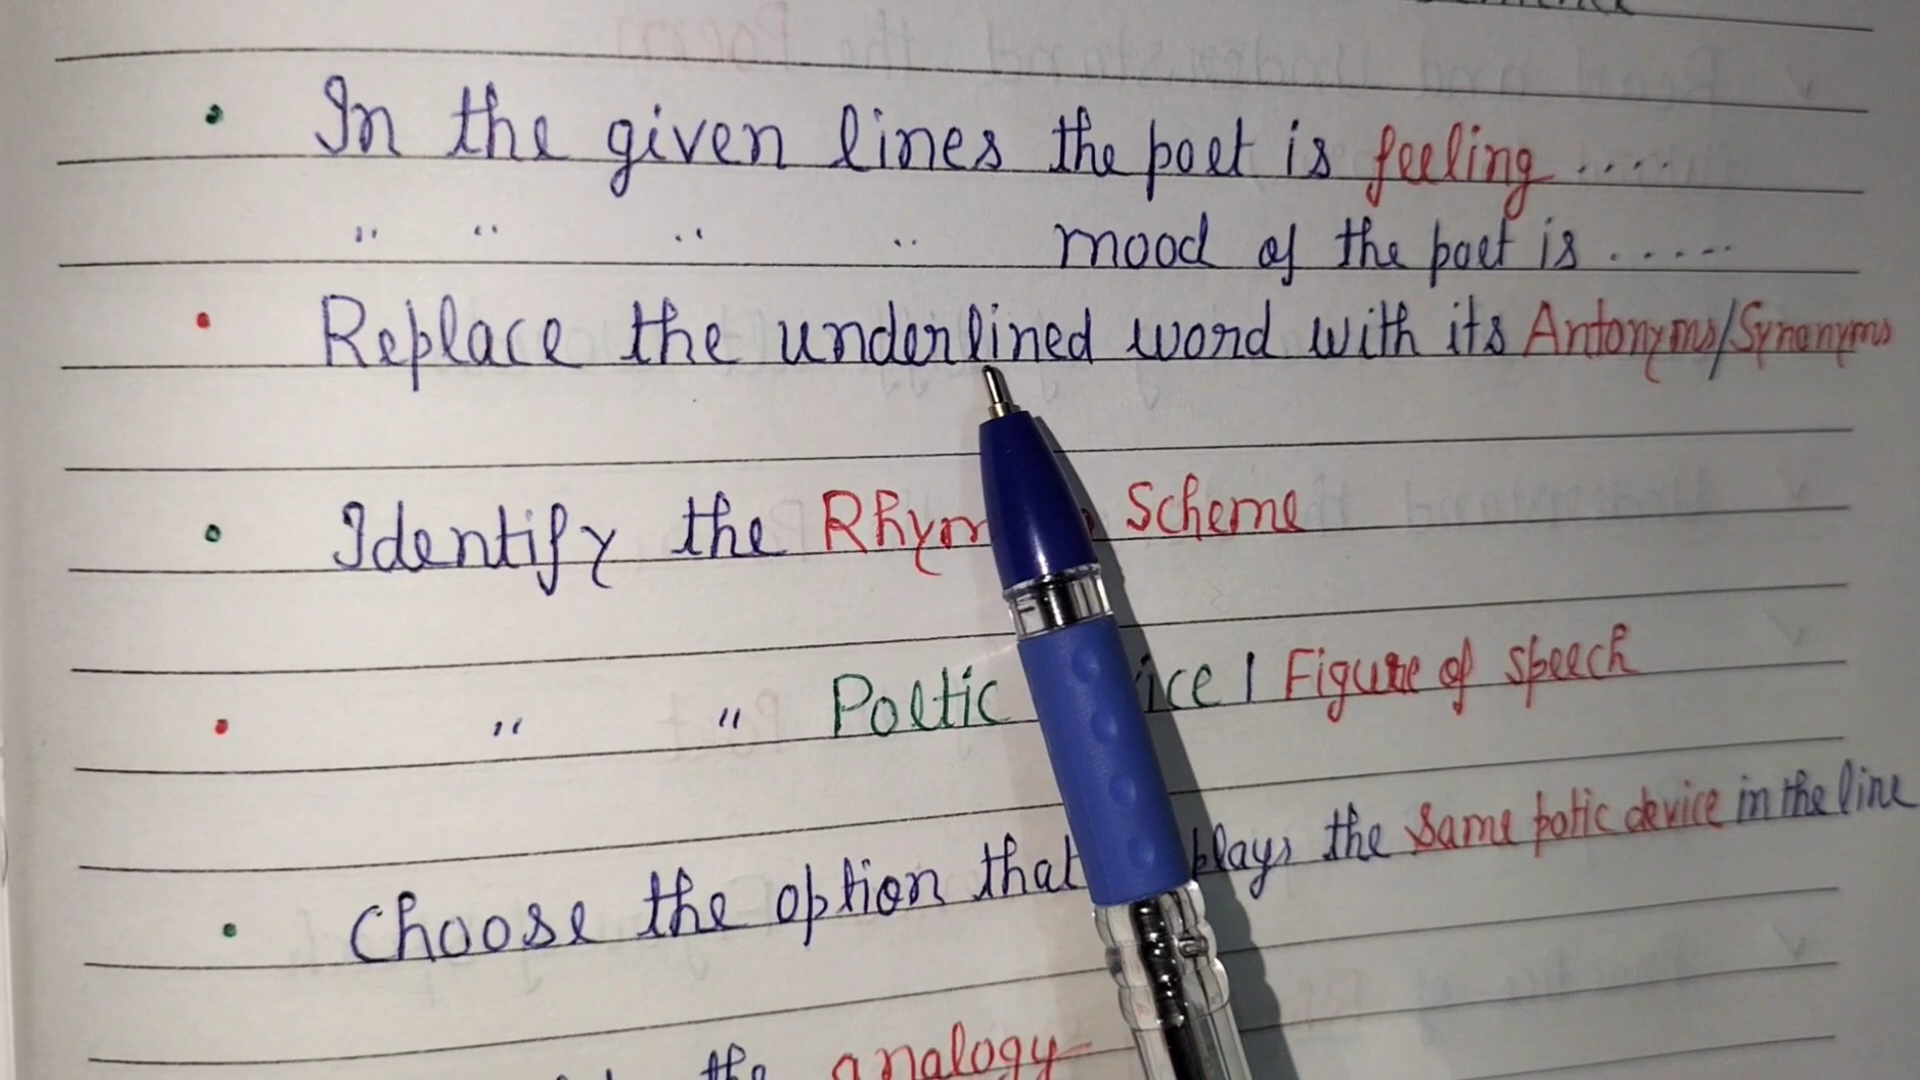 • In the given lines the poet is feeling ....
" " " " mood of the poet is .....
• Replace the underlined word with its Antonyms/Synonyms
• Identify the Rhym Scheme
• " " Poetic ice / Figure of speech
• Choose the option that plays the same potic device in the line
the analogy